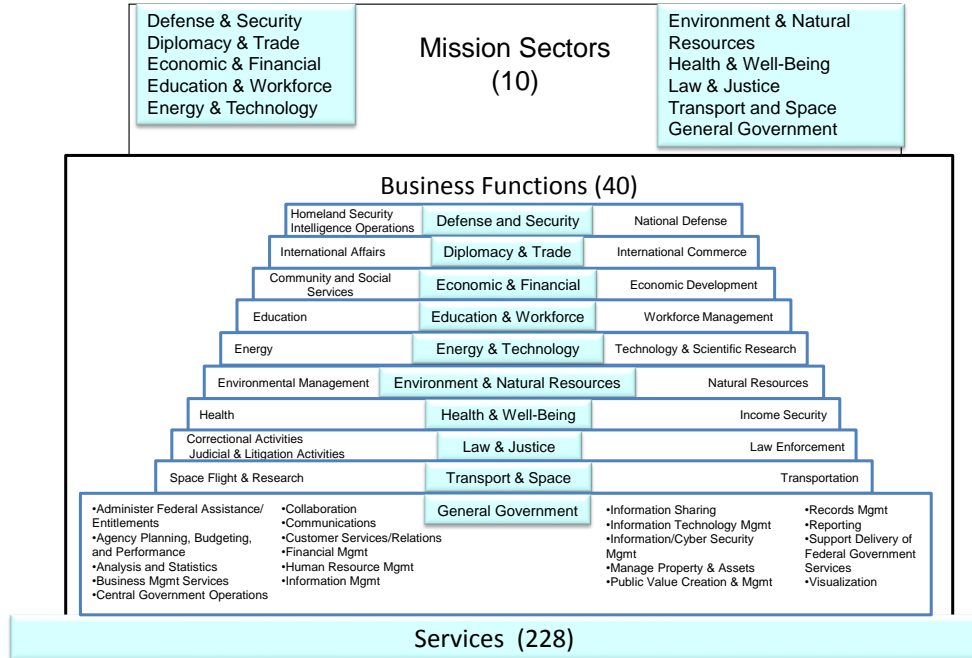 Defense & Security
Diplomacy & Trade
Economic & Financial
Education & Workforce
Energy & Technology
Mission Sectors
(10)
Environment & Natural
Resources
Health & Well-Being
Law & Justice
Transport and Space
General Government
Business Functions (40)
Homeland Security
Intelligence Operations
Defense and Security
National Defense
International Affairs
Diplomacy & Trade
International Commerce
Community and Social
Services
Economic & Financial
Economic Development
Education
Education & Workforce
Workforce Management
Energy
Energy & Technology
Technology & Scientific Research
Environmental Management
Environment & Natural Resources
Natural Resources
Health
Health & Well-Being
Income Security
Correctional Activities
Judicial & Litigation Activities
Law & Justice
Law Enforcement
Space Flight & Research
Transport & Space
Transportation
General Government
•Administer Federal Assistance/
Entitlements
•Agency Planning, Budgeting,
and Performance
•Analysis and Statistics
•Business Mgmt Services
•Central Government Operations
•Collaboration
•Communications
•Customer Services/Relations
•Financial Mgmt
•Human Resource Mgmt
•Information Mgmt
•Information Sharing
•Information Technology Mgmt
•Information/Cyber Security
Mgmt
•Manage Property & Assets
•Public Value Creation & Mgmt
•Records Mgmt
•Reporting
•Support Delivery of
Federal Government
Services
•Visualization
Services (228)